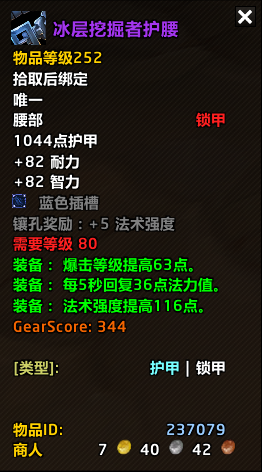 冰层挖掘者护腰
物品等级252
拾取后绑定
唯一
腰部 锁甲
1044点护甲
+82 耐力
+82 智力
蓝色插槽
镶孔奖励：+5 法术强度
需要等级 80
装备： 爆击等级提高63点。
装备： 每5秒回复36点法力值。
装备： 法术强度提高116点。
GearScore: 344
[类型]: 护甲 | 锁甲
物品ID: 237079
商人 7 40 42